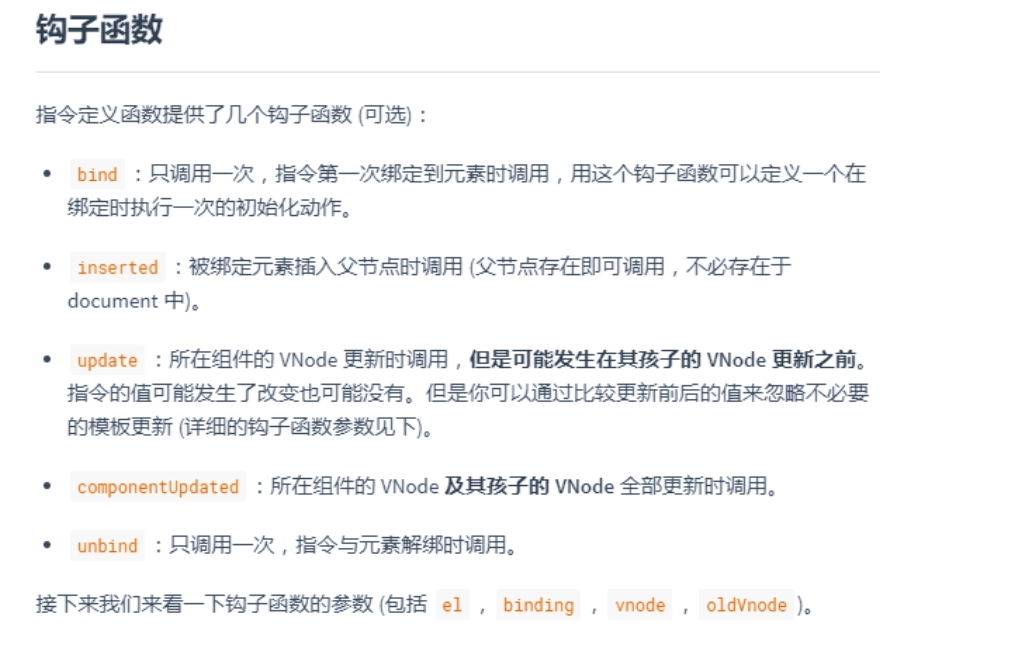 钩子函数
指令定义函数提供了几个钩子函数 (可选)：
• bind ：只调用一次，指令第一次绑定到元素时调用，用这个钩子函数可以定义一个在
绑定时执行一次的初始化动作。
• inserted ：被绑定元素插入父节点时调用 (父节点存在即可调用，不必存在于
document 中)。
• update ：所在组件的 VNode 更新时调用，但是可能发生在其孩子的 VNode 更新之前。
指令的值可能发生了改变也可能没有。但是你可以通过比较更新前后的值来忽略不必要
的模板更新 (详细的钩子函数参数见下)。
• componentUpdated ：所在组件的 VNode 及其孩子的 VNode 全部更新时调用。
• unbind ：只调用一次，指令与元素解绑时调用。
接下来我们来看一下钩子函数的参数 (包括 el ，binding ，vnode ，oldVnode )。